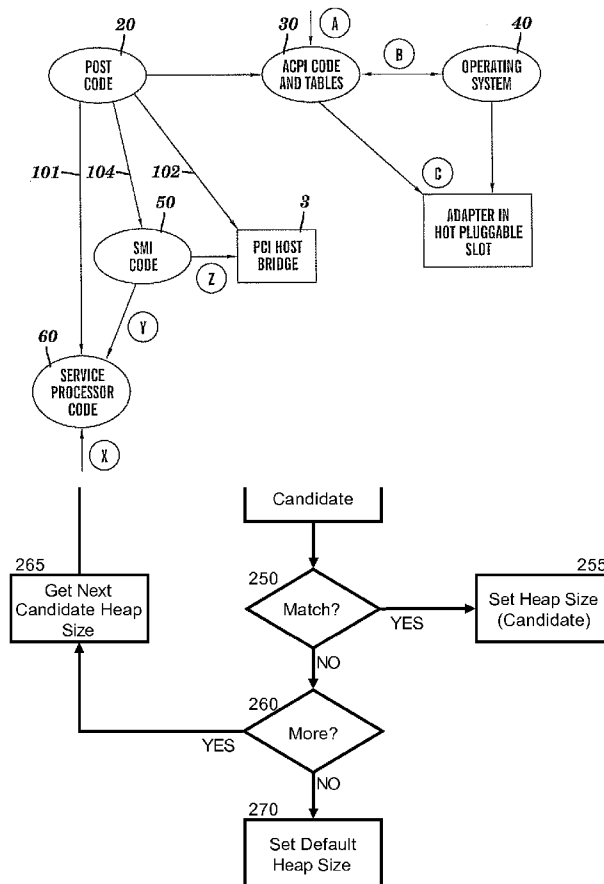 20
POST
CODE
30
A
ACPI CODE
AND TABLES
B
40
OPERATING
SYSTEM
101
104
102
C
50
SMI
CODE
3
PCI HOST
BRIDGE
Z
ADAPTER IN
HOT PLUGGABLE
SLOT
Y
60
SERVICE
PROCESSOR
CODE
X
Candidate
265
Get Next
Candidate Heap
Size
250
Match?
YES
255
Set Heap Size
(Candidate)
NO
260
More?
YES
NO
270
Set Default
Heap Size